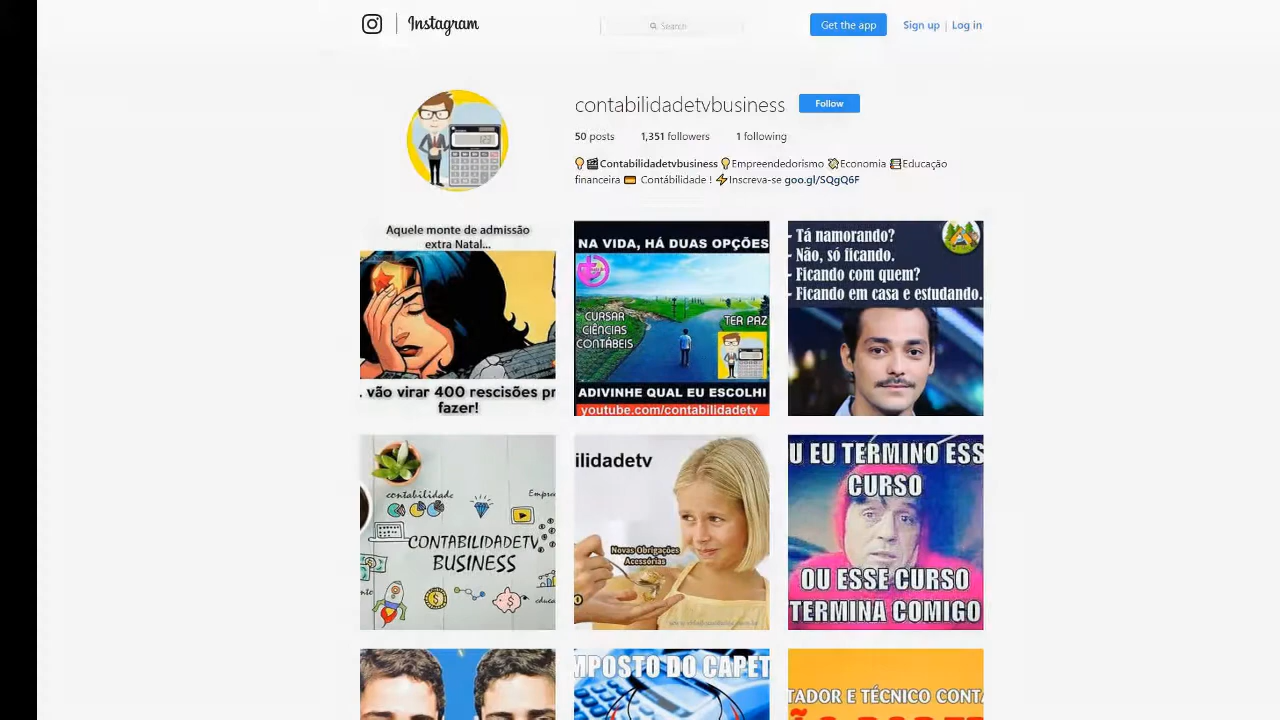 Instagram
Search
Get the app
Sign up | Log in
contabilidadetvbusiness
Follow
50 posts 1,351 followers 1 following
Contabilidadetvbusiness Empreendedorismo Economia Educação
financeira Contábilidade ! Inscreva-se goo.gl/SQgQ6F
Aquele monte de admissão
extra Natal...
vão virar 400 rescisões pr
fazer!
NA VIDA, HÁ DUAS OPÇÕES
CURSAR
CIÊNCIAS
CONTÁBEIS
TER PAZ
ADIVINHE QUAL EU ESCOLHI
youtube.com/contabilidadetv
- Tá namorando?
- Não, só ficando.
- Ficando com quem?
- Ficando em casa e estudando.
contabilidade
Empre
CONTABILIDADETV
BUSINESS
educa
ilidadetv
Novas Obrigações
Acessórias
U EU TERMINO ESS
CURSO
OU ESSE CURSO
TERMINA COMIGO
MPOSTO DO CAPET
TADOR E TÉCNICO CONT